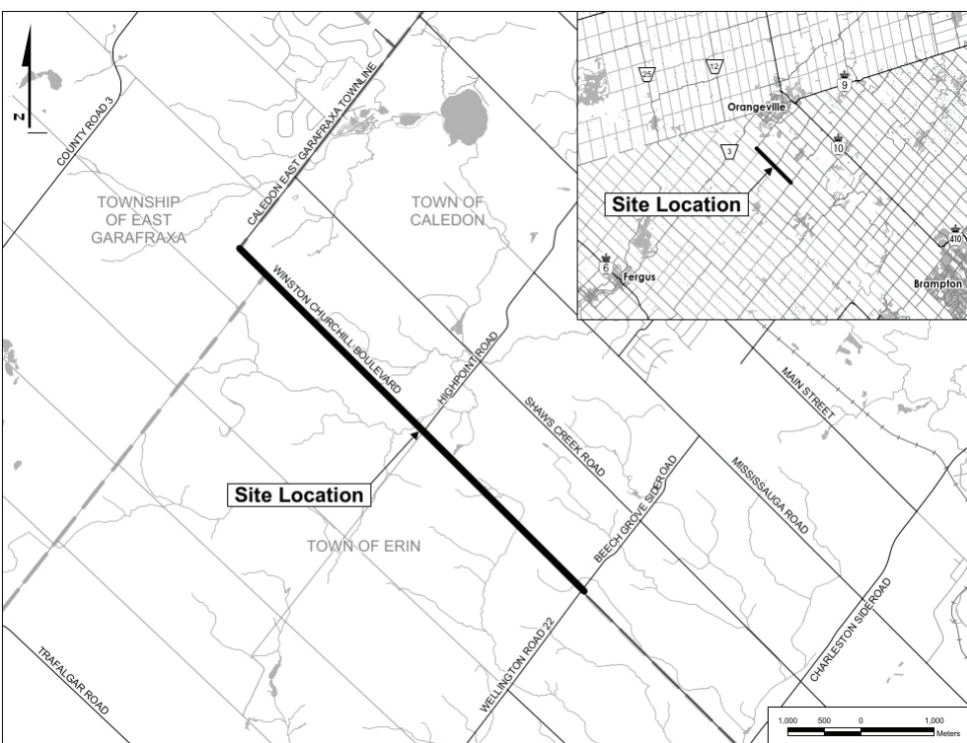 N
COUNTY ROAD 3
CALEDON EAST GARAFRAXA TOWNLINE
TOWNSHIP
OF EAST
GARAFRAXA
TOWN OF
CALEDON
WINSTON CHURCHILL BOULEVARD
HIGHPOINT ROAD
SHAWS CREEK ROAD
MAIN STREET
MISSISSAUGA ROAD
BEECH GROVE SIDEROAD
Site Location
TOWN OF ERIN
WELLINGTON ROAD 22
CHARLESTON SIDEROAD
TRAFALGAR ROAD
25
12
9
Orangeville
3
10
Site Location
410
6
Fergus
Brampton
1,000 500 0 1,000
Meters